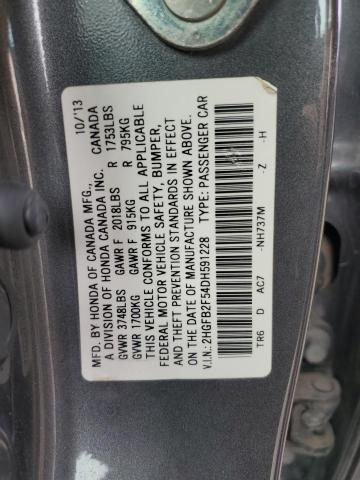 MFD. BY HONDA OF CANADA MFG., 10/'13
A DIVISION OF HONDA CANADA INC. CANADA
GVWR 3748LBS GAWR F 2018LBS R 1753LBS
GVWR 1700KG GAWR F 915KG R 795KG
THIS VEHICLE CONFORMS TO ALL APPLICABLE
FEDERAL MOTOR VEHICLE SAFETY, BUMPER,
AND THEFT PREVENTION STANDARDS IN EFFECT
ON THE DATE OF MANUFACTURE SHOWN ABOVE.
V.I.N.: 2HGFB2F54DH591228 TYPE: PASSENGER CAR
TR6 D AC7 -NH737M -Z -H